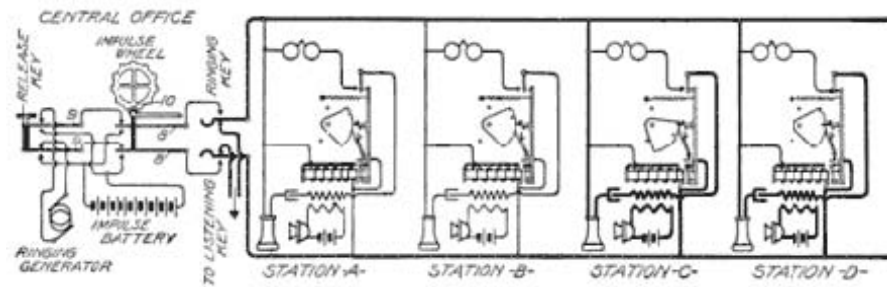 CENTRAL OFFICE
RELEASE
KEY
IMPULSE
WHEEL
RINGING
KEY
10
9
8'
8
IMPULSE
BATTERY
RINGING
GENERATOR
TO LISTENING
KEY
STATION -A-
STATION -B-
STATION -C-
STATION -D-